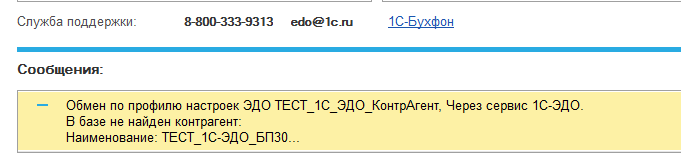 Служба поддержки: 8-800-333-9313 edo@1c.ru 1С-Бухфон
Сообщения:
Обмен по профилю настроек ЭДО ТЕСТ_1С_ЭДО_КонтрАгент, Через сервис 1С-ЭДО.
В базе не найден контрагент:
Наименование: ТЕСТ_1С-ЭДО_БП30...